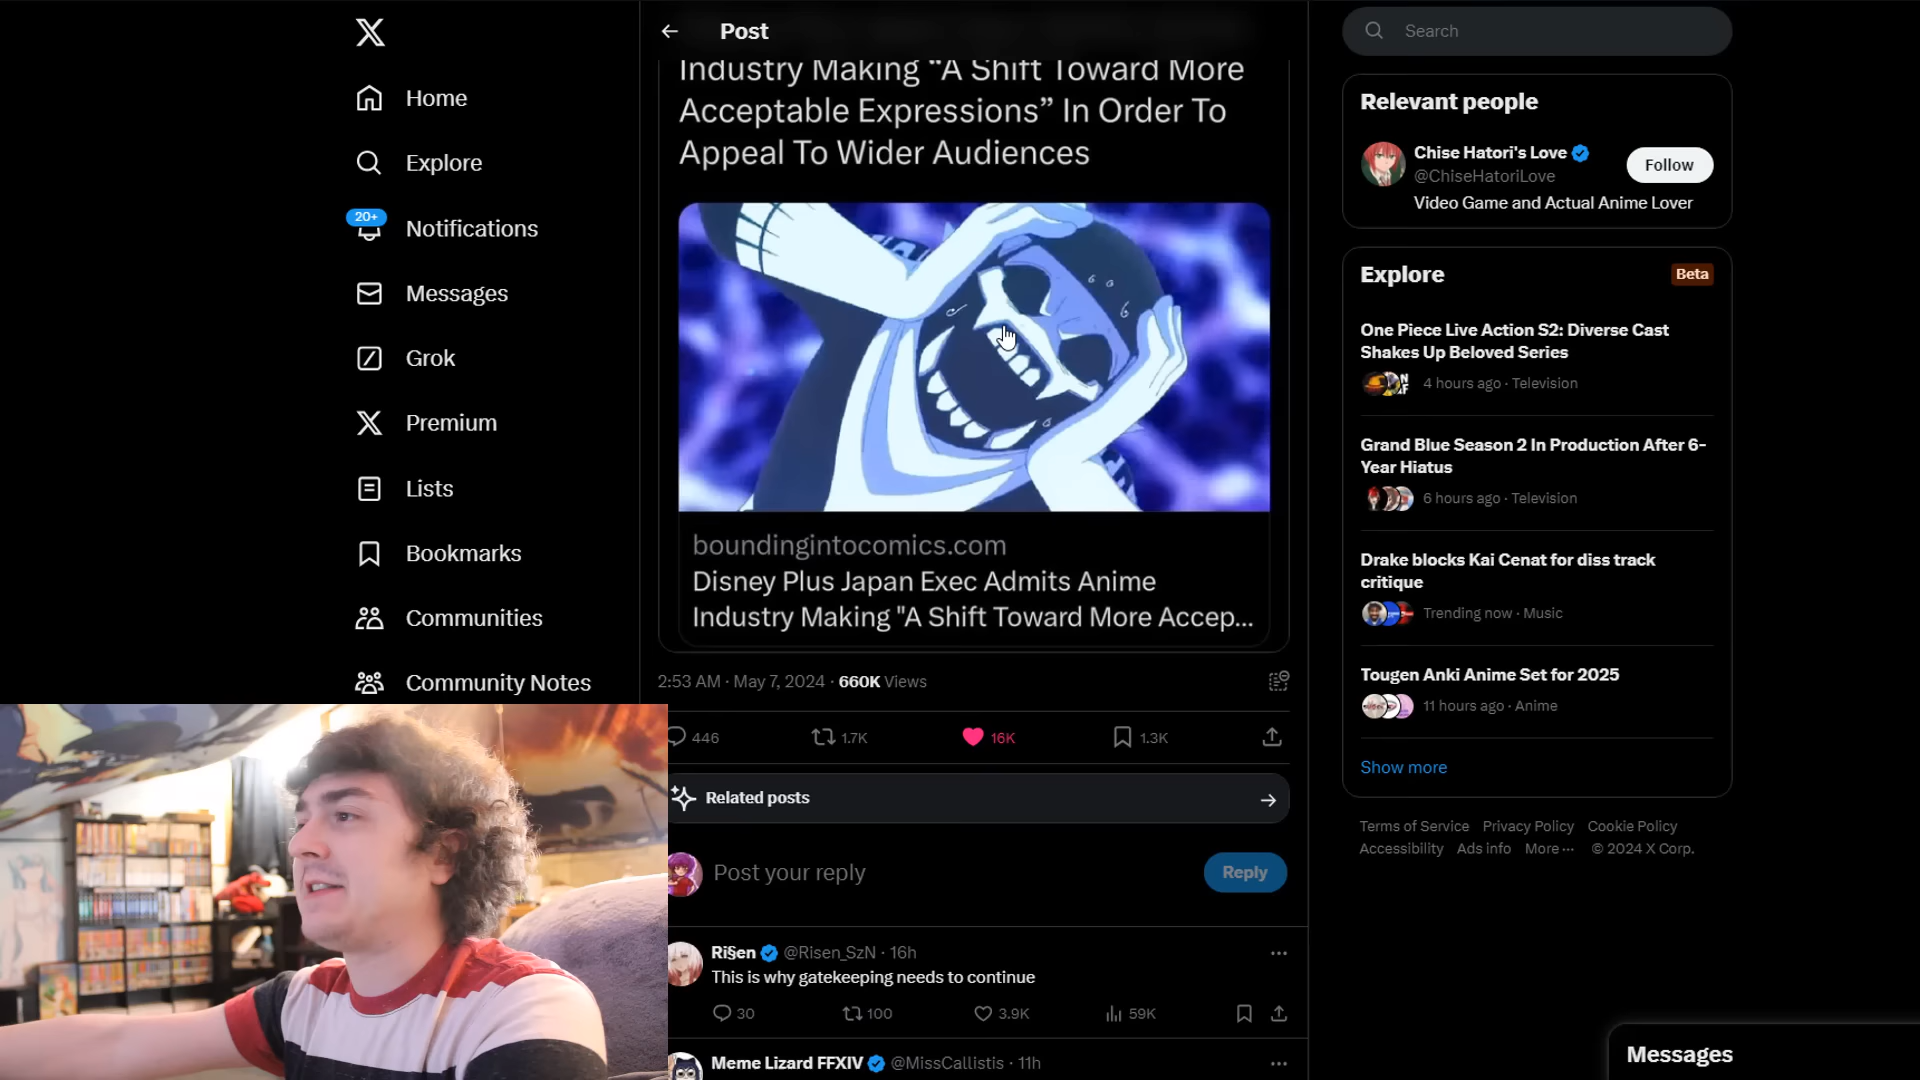 Home
Explore
20+
Notifications
Messages
Grok
Premium
Lists
Bookmarks
Communities
Community Notes
Post
Industry Making “A Shift Toward More
Acceptable Expressions” In Order To
Appeal To Wider Audiences
boundingintocomics.com
Disney Plus Japan Exec Admits Anime
Industry Making "A Shift Toward More Accep...
2:53 AM · May 7, 2024 · 660K Views
446
1.7K
16K
1.3K
Related posts
Post your reply
Reply
Ri§en @Risen_SzN · 16h
This is why gatekeeping needs to continue
30
100
3.9K
59K
Meme Lizard FFXIV @MissCallistis · 11h
Search
Relevant people
Chise Hatori's Love
@ChiseHatoriLove
Follow
Video Game and Actual Anime Lover
Explore
Beta
One Piece Live Action S2: Diverse Cast
Shakes Up Beloved Series
4 hours ago · Television
Grand Blue Season 2 In Production After 6-
Year Hiatus
6 hours ago · Television
Drake blocks Kai Cenat for diss track
critique
Trending now · Music
Tougen Anki Anime Set for 2025
11 hours ago · Anime
Show more
Terms of Service Privacy Policy Cookie Policy
Accessibility Ads info More ··· © 2024 X Corp.
Messages